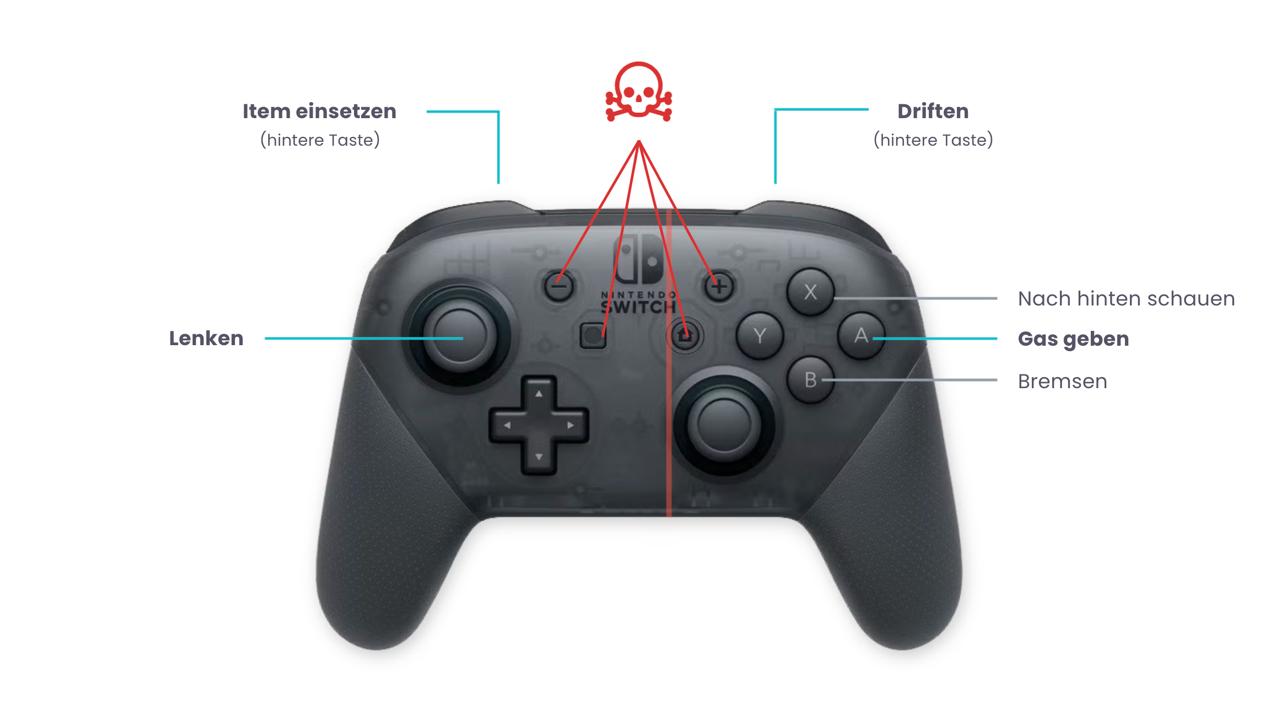 Item einsetzen
(hintere Taste)
Driften
(hintere Taste)
NINTENDO
SWITCH
X
Nach hinten schauen
Lenken
Y
A
Gas geben
B
Bremsen